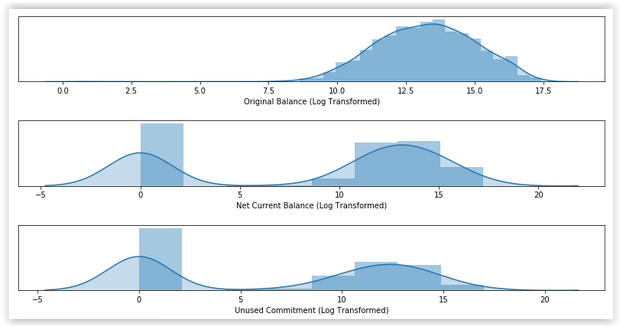 0.0 2.5 5.0 7.5 10.0 12.5 15.0 17.5
Original Balance (Log Transformed)
−5 0 5 10 15 20
Net Current Balance (Log Transformed)
−5 0 5 10 15 20
Unused Commitment (Log Transformed)